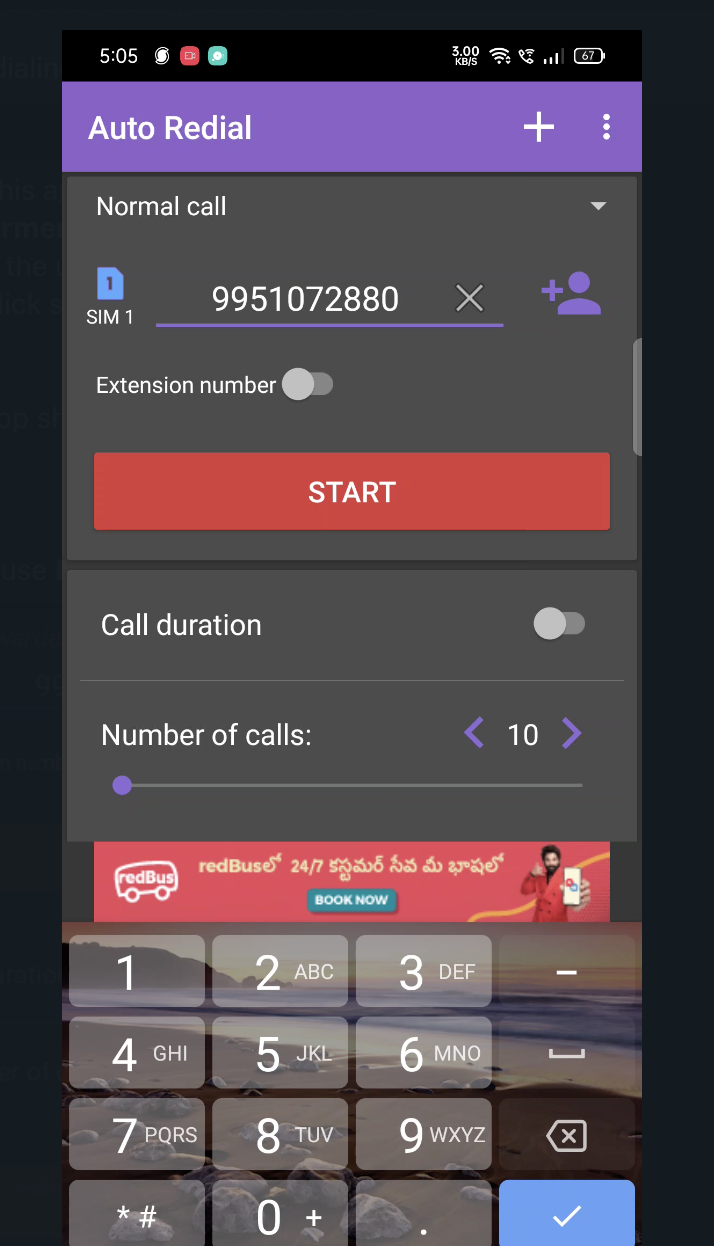 5:05
3.00 KB/S
67
Auto Redial
Normal call
1
SIM 1
9951072880
Extension number
START
Call duration
Number of calls:
10
redBus
redBusలో 24/7 కస్టమర్ సేవ మీ భాషలో
BOOK NOW
1
2 ABC
3 DEF
4 GHI
5 JKL
6 MNO
7 PQRS
8 TUV
9 WXYZ
* #
0 +
.